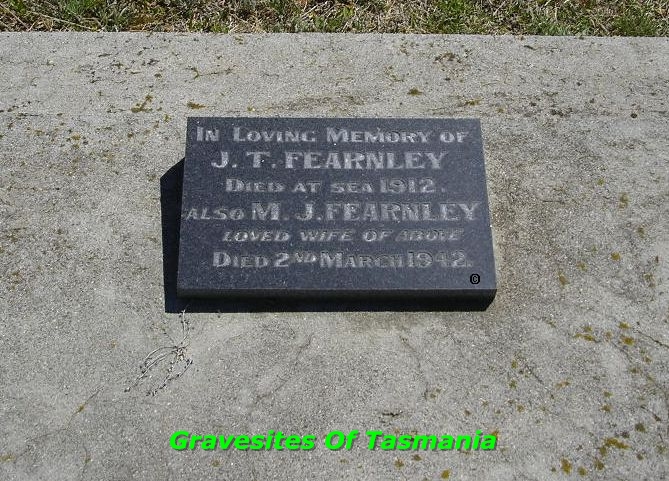 In Loving Memory of
J. T. FEARNLEY
Died at sea 1912.
also M. J. FEARNLEY
loved wife of above
Died 2ND March 1942.
G
Gravesites Of Tasmania